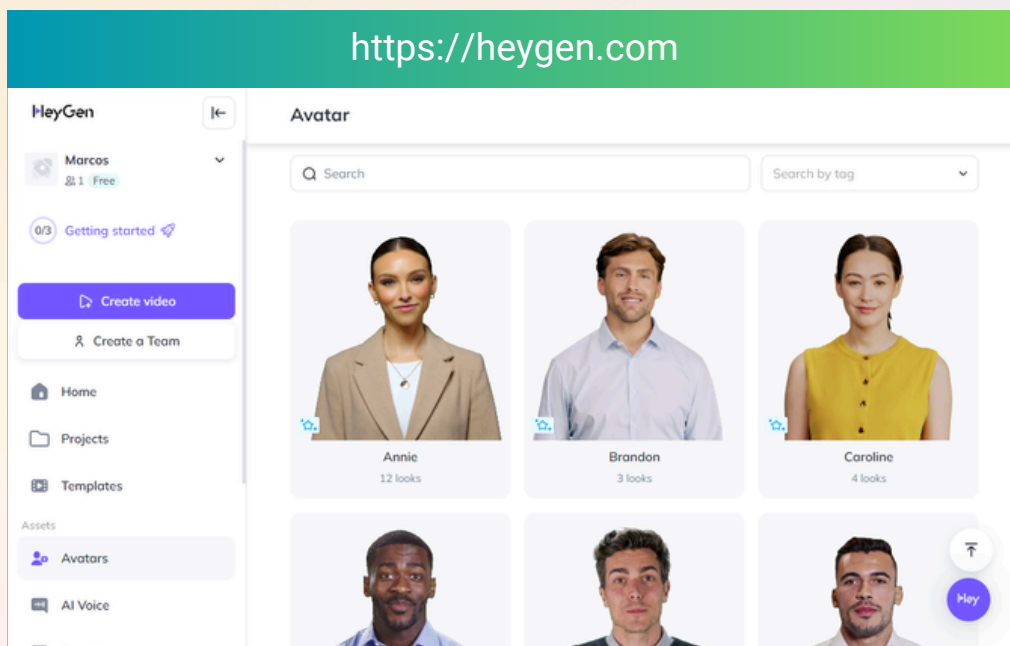 https://heygen.com
HeyGen
Avatar
Marcos
1 Free
Search
Search by tag
0/3 Getting started
Create video
Create a Team
Home
Projects
Templates
Assets
Avatars
AI Voice
Annie
12 looks
Brandon
3 looks
Caroline
4 looks
Hey